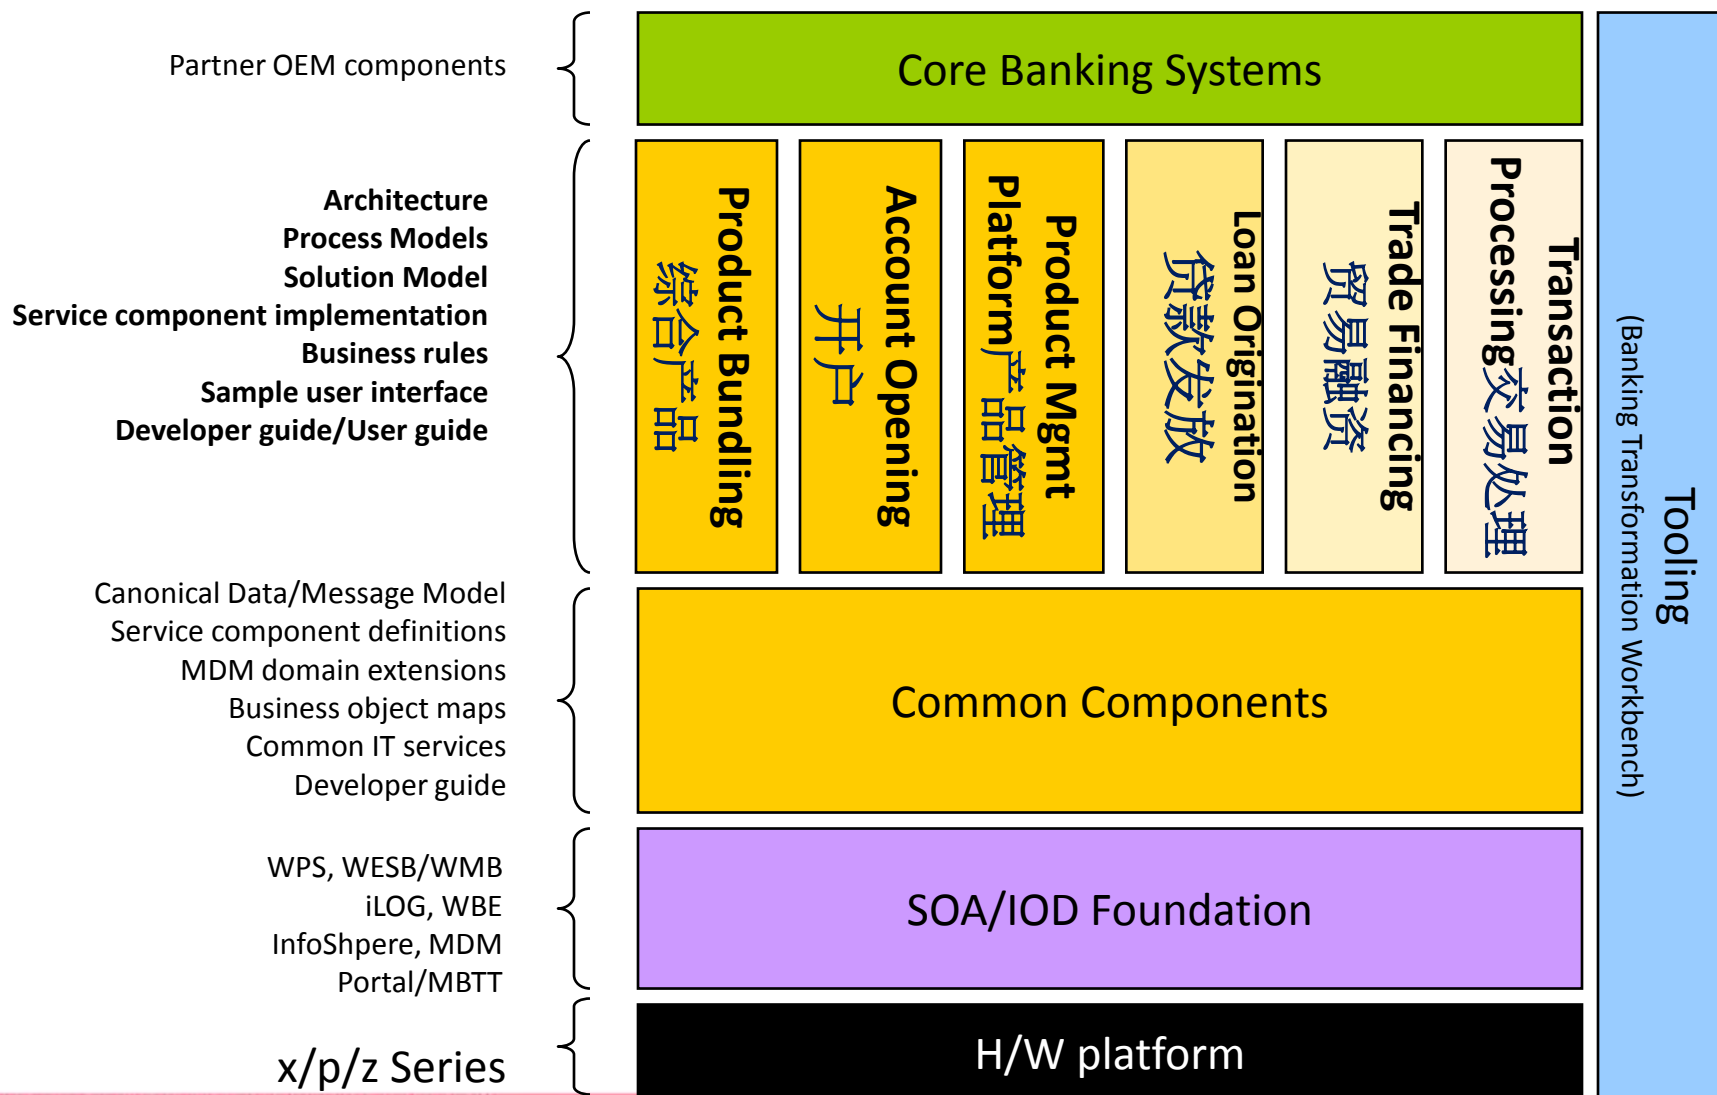 Partner OEM components
Core Banking Systems
Architecture
Process Models
Solution Model
Service component implementation
Business rules
Sample user interface
Developer guide/User guide
Product Bundling
综合产品
Account Opening
开户
Product Mgmt
Platform产品管理
Loan Origination
贷款发放
Trade Financing
贸易融资
Transaction
Processing交易处理
Canonical Data/Message Model
Service component definitions
MDM domain extensions
Business object maps
Common IT services
Developer guide
Common Components
WPS, WESB/WMB
iLOG, WBE
InfoShpere, MDM
Portal/MBTT
SOA/IOD Foundation
x/p/z Series
H/W platform
Tooling
(Banking Transformation Workbench)